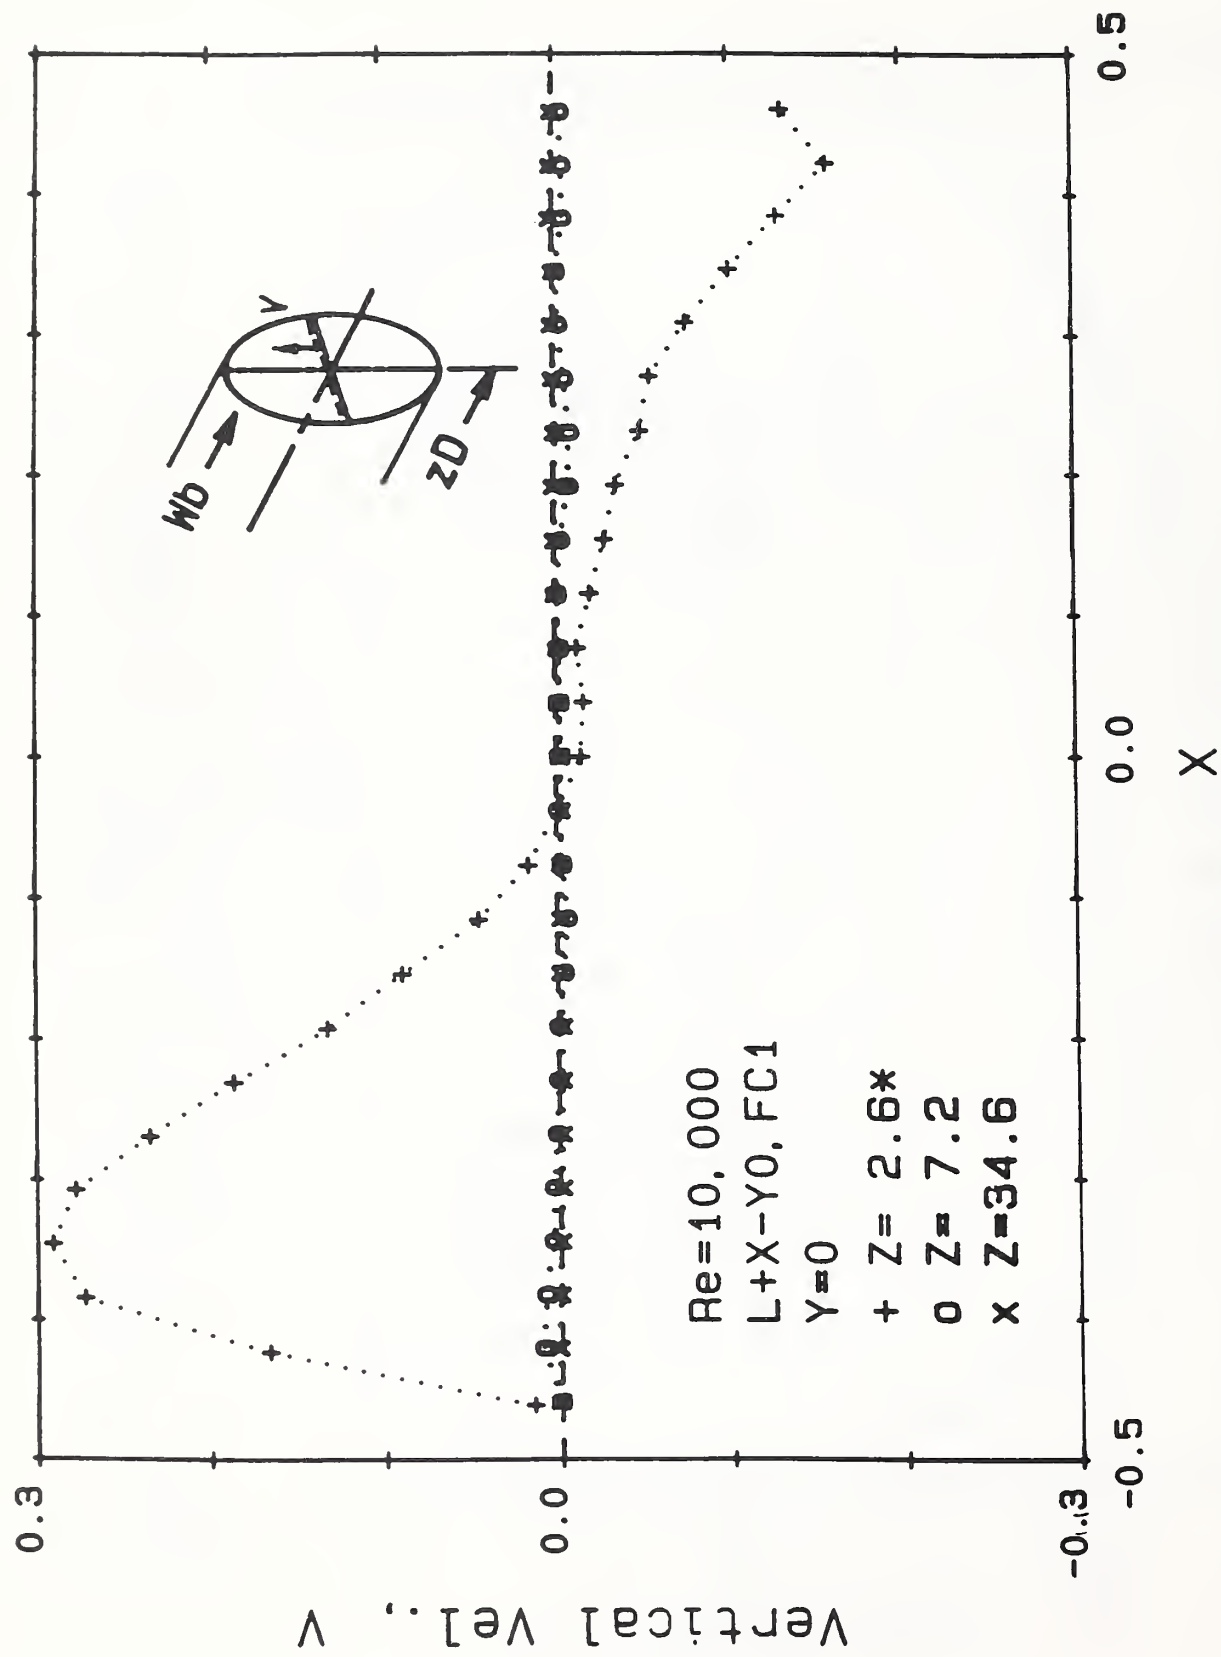 Vertical Vel., V
0.3
0.0
-0.3
Wb
Y
zD
Re=10,000
L+X-Y0,FC1
Y=0
+ Z= 2.6*
o Z= 7.2
x Z=34.6
-0.5
0.0
0.5
X